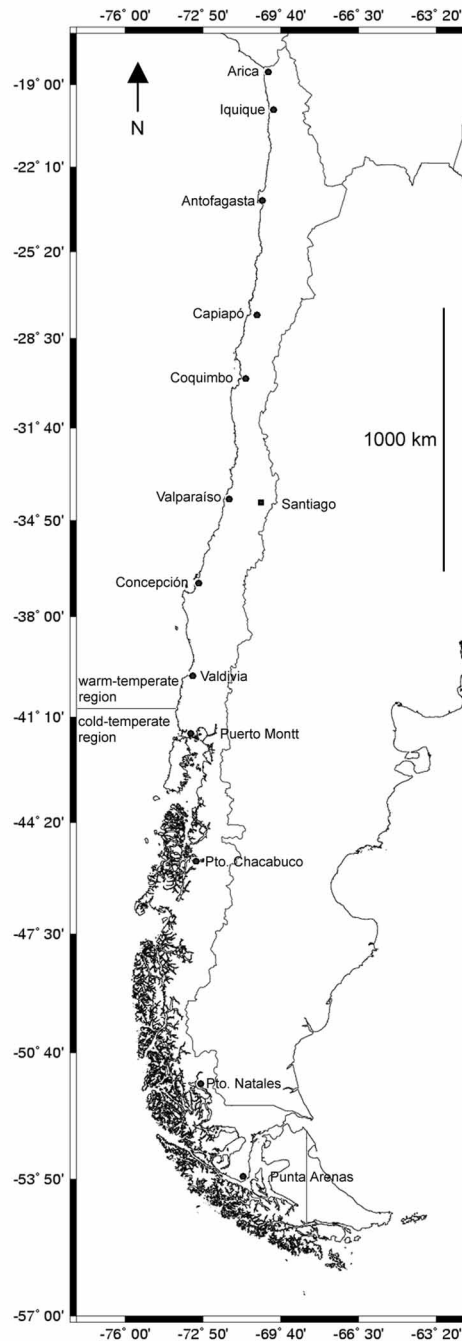 -76° 00' -72° 50' -69° 40' -66° 30' -63° 20'
-19° 00'
-22° 10'
-25° 20'
-28° 30'
-31° 40'
-34° 50'
-38° 00'
-41° 10'
-44° 20'
-47° 30'
-50° 40'
-53° 50'
-57° 00'
N
Arica
Iquique
Antofagasta
Capiapó
Coquimbo
1000 km
Valparaíso
Santiago
Concepción
Valdivia
warm-temperate
region
cold-temperate
region
Puerto Montt
Pto. Chacabuco
Pto. Natales
Punta Arenas
-76° 00' -72° 50' -69° 40' -66° 30' -63° 20'